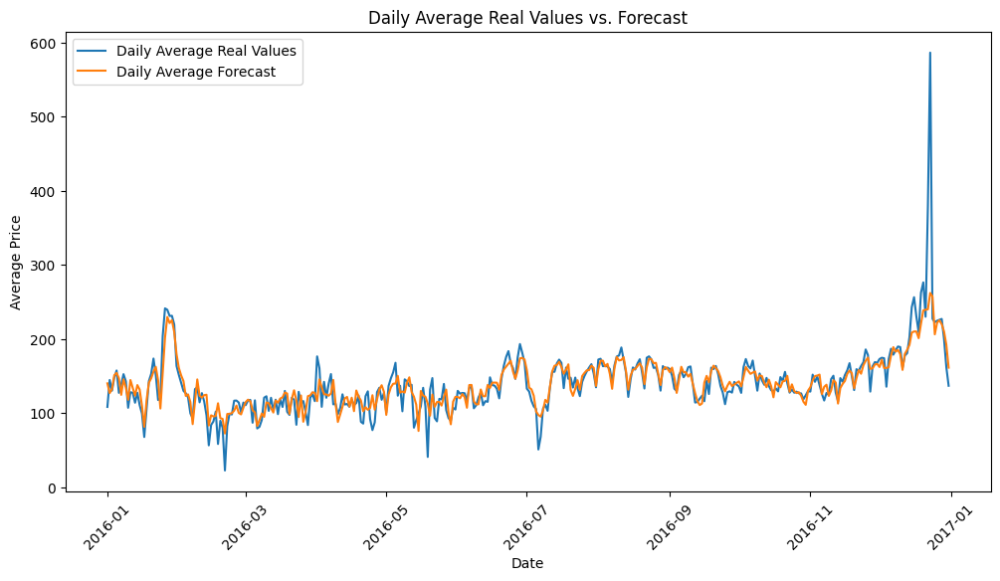 Daily Average Real Values vs. Forecast
Daily Average Real Values
Daily Average Forecast
600
500
400
300
200
100
0
Average Price
2016-01
2016-03
2016-05
2016-07
2016-09
2016-11
2017-01
Date